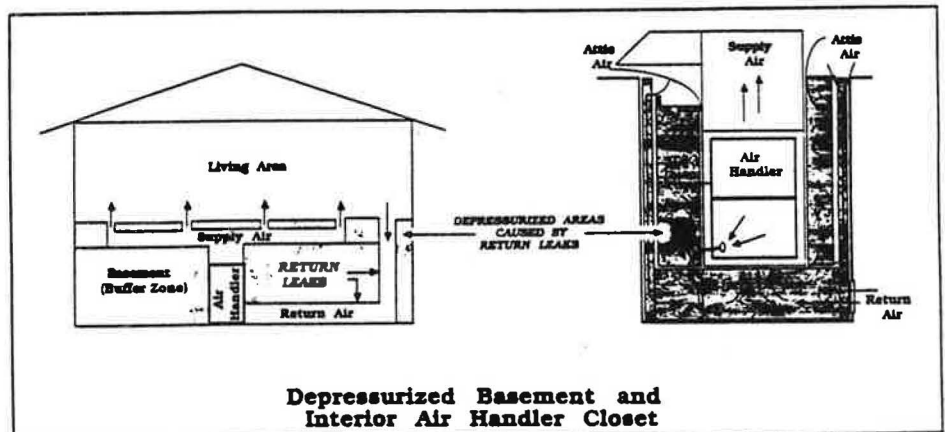 Living Area
Supply Air
Basement
(Buffer Zone)
Air
Handler
RETURN
LEAKS
Return Air
DEPRESSURIZED AREAS
CAUSED BY
RETURN LEAKS
Attic
Air
Supply
Air
Attic
Air
Air
Handler
Return
Air
Depressurized Basement and
Interior Air Handler Closet